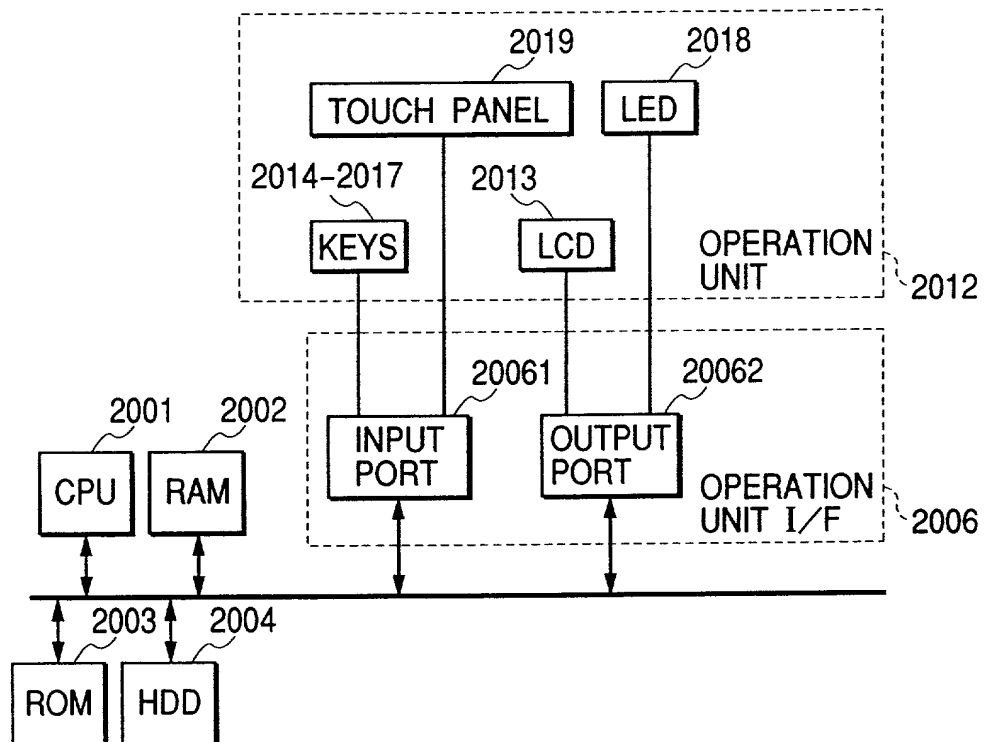 2019
2018
TOUCH PANEL
LED
2014-2017
2013
KEYS
LCD
OPERATION
UNIT
2012
20061
20062
2001
2002
INPUT
PORT
OUTPUT
PORT
CPU
RAM
OPERATION
UNIT I/F
2006
2003
2004
ROM
HDD